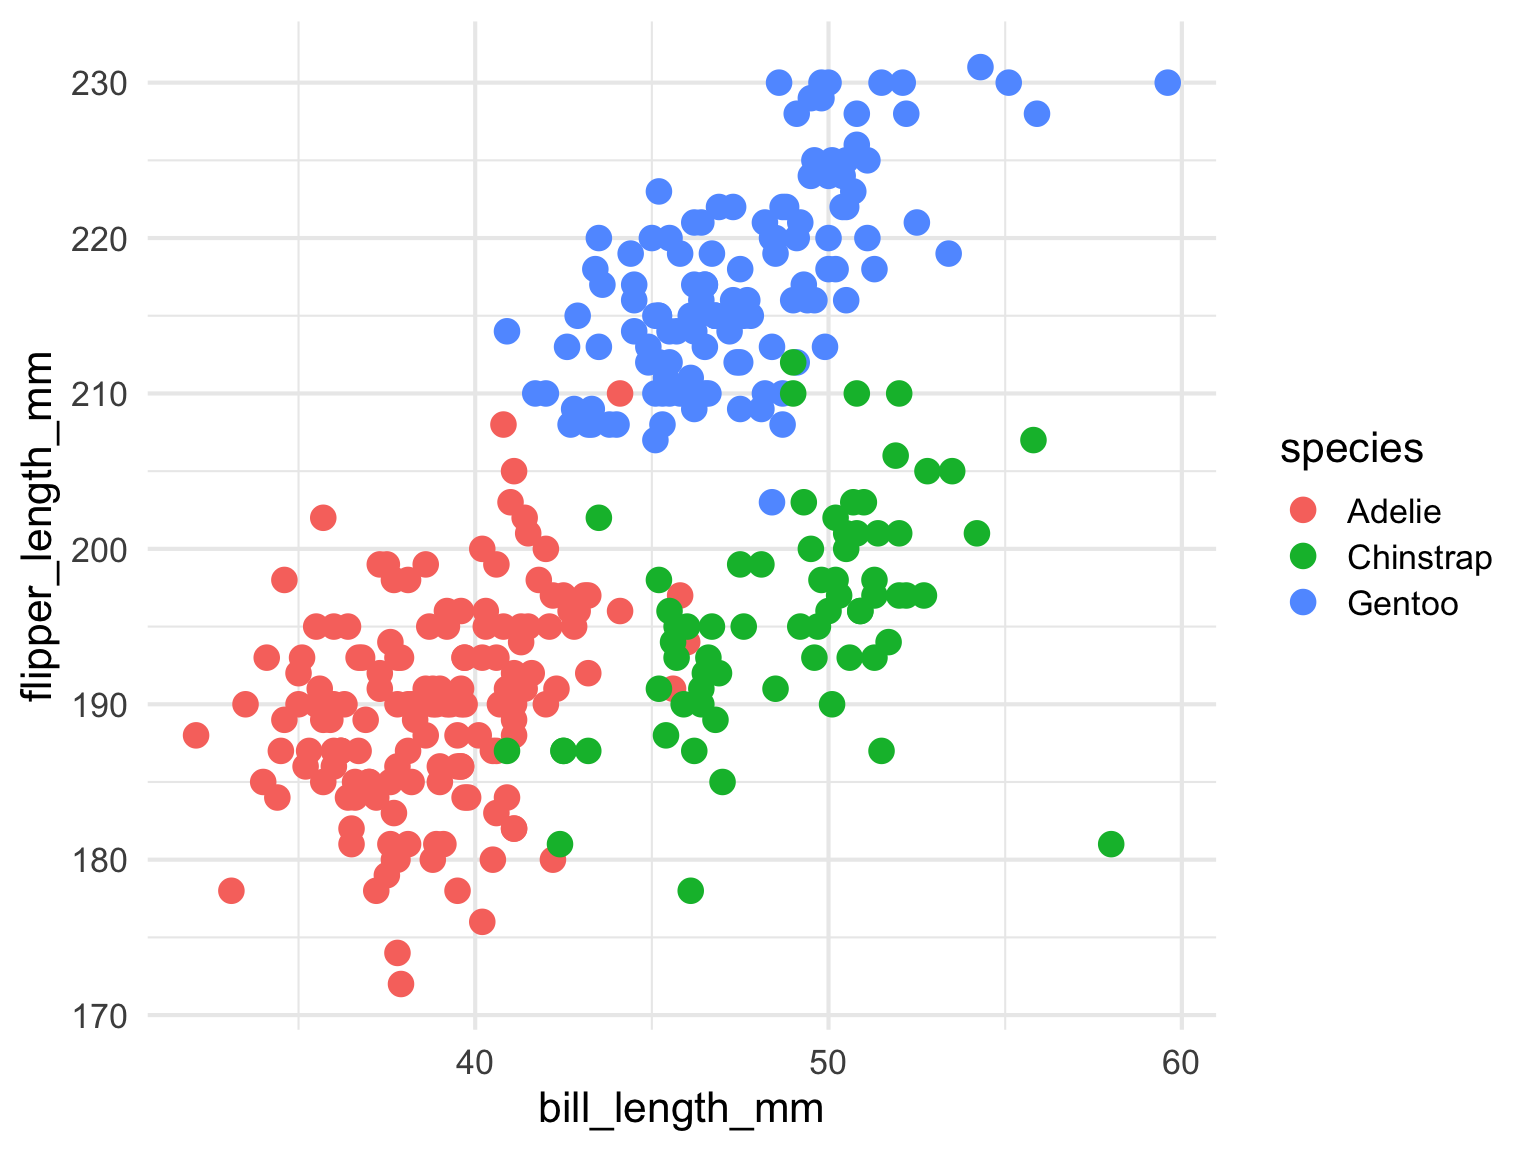 230
220
210
200
190
180
170
flipper_length_mm
40 50 60
bill_length_mm
species
Adelie
Chinstrap
Gentoo